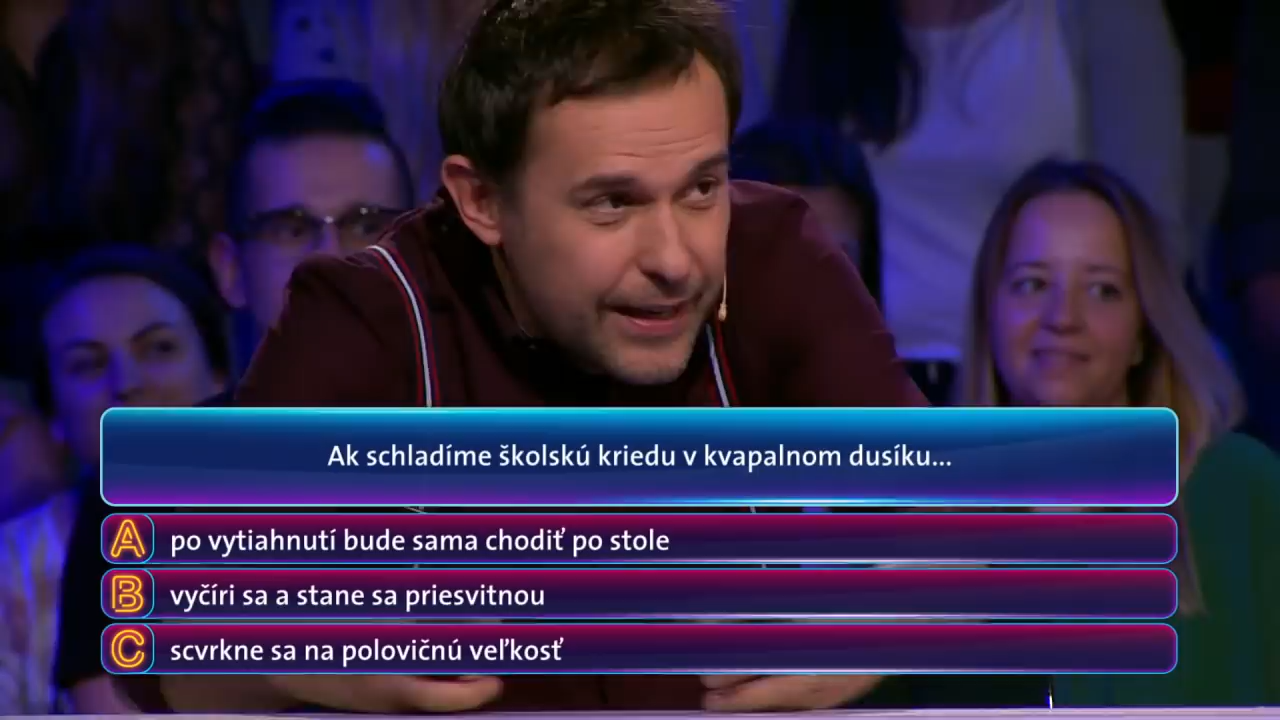 Ak schladíme školskú kriedu v kvapalnom dusíku...
A po vytiahnutí bude sama chodiť po stole
B vyčíri sa a stane sa priesvitnou
C scvrkne sa na polovičnú veľkosť